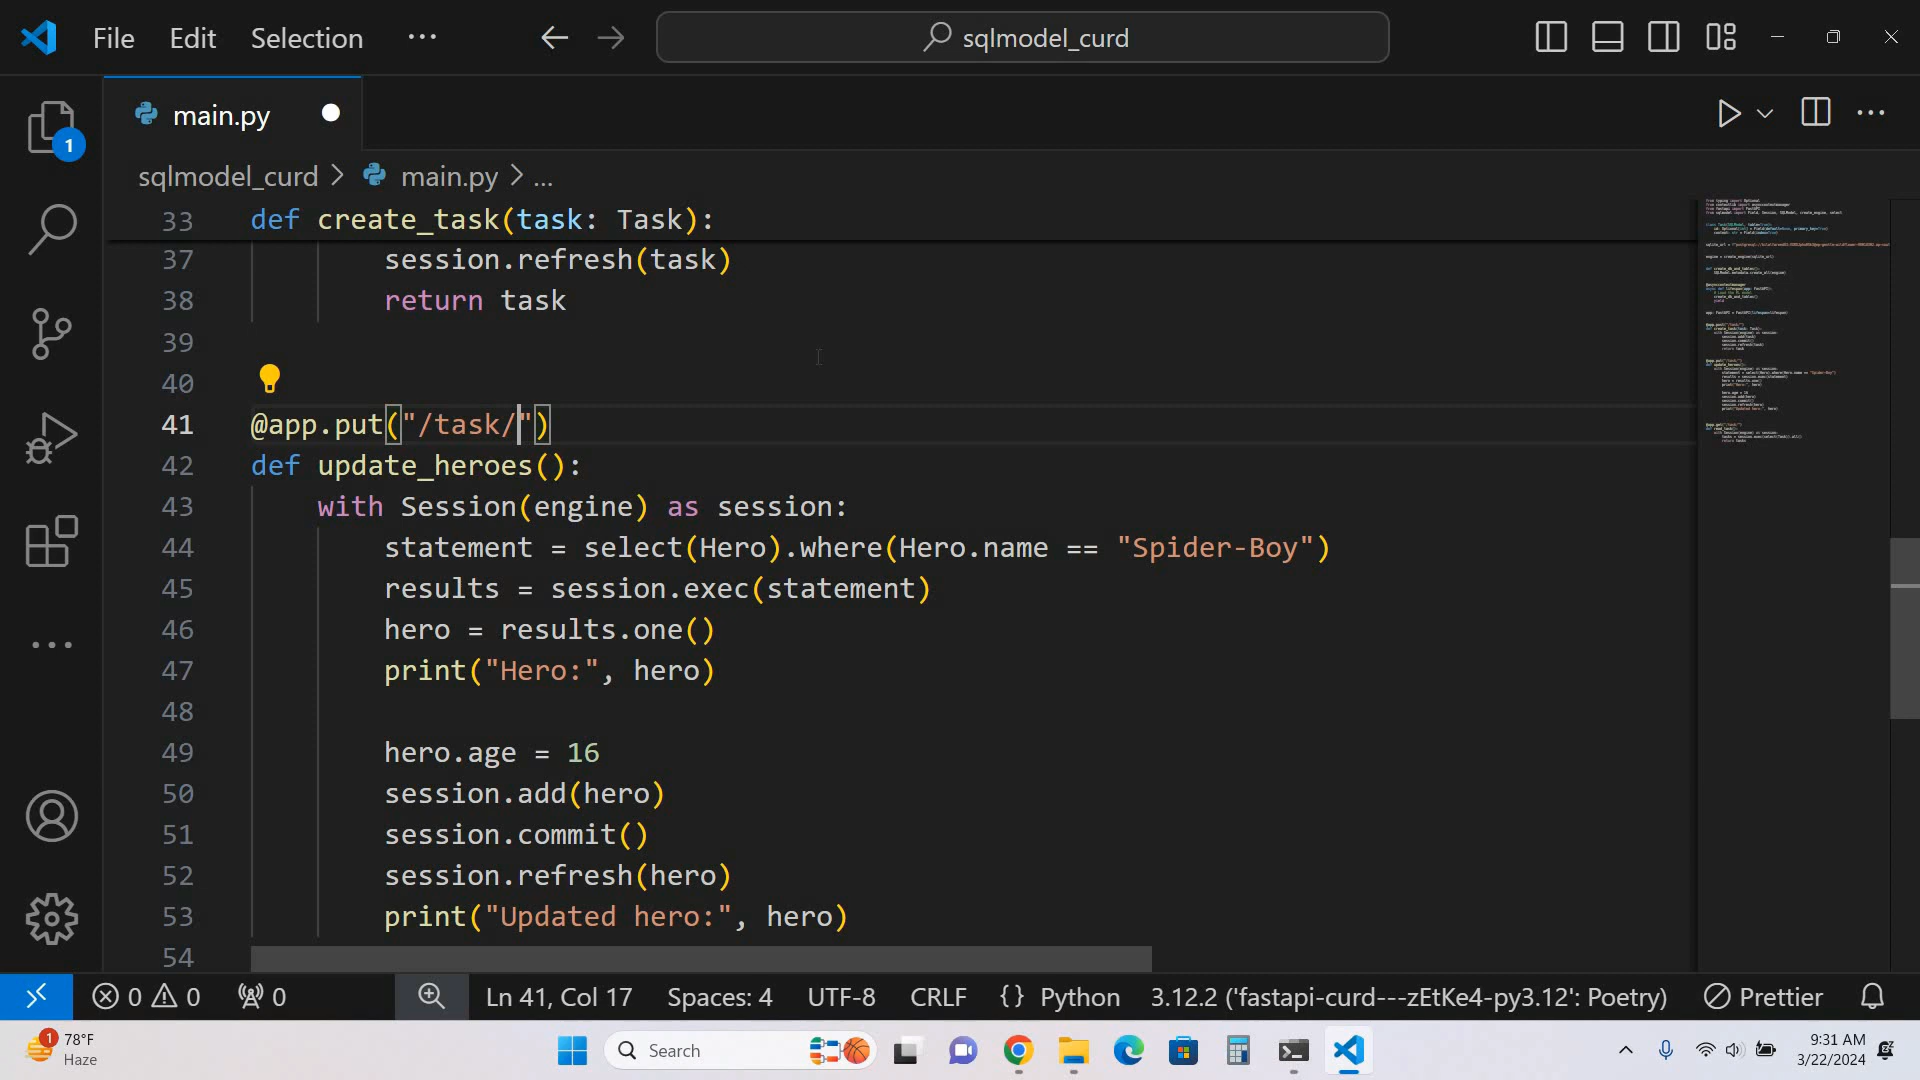 File Edit Selection ···
sqlmodel_curd
main.py
1
sqlmodel_curd > main.py > ...
33 def create_task(task: Task):
37 session.refresh(task)
38 return task
39
40
41 @app.put("/task/")
42 def update_heroes():
43 with Session(engine) as session:
44 statement = select(Hero).where(Hero.name == "Spider-Boy")
45 results = session.exec(statement)
46 hero = results.one()
47 print("Hero:", hero)
48
49 hero.age = 16
50 session.add(hero)
51 session.commit()
52 session.refresh(hero)
53 print("Updated hero:", hero)
54
0 0 0 Ln 41, Col 17 Spaces: 4 UTF-8 CRLF {} Python 3.12.2 ('fastapi-curd---zEtKe4-py3.12': Poetry) Prettier
1 78°F
Haze
Search
9:31 AM
3/22/2024